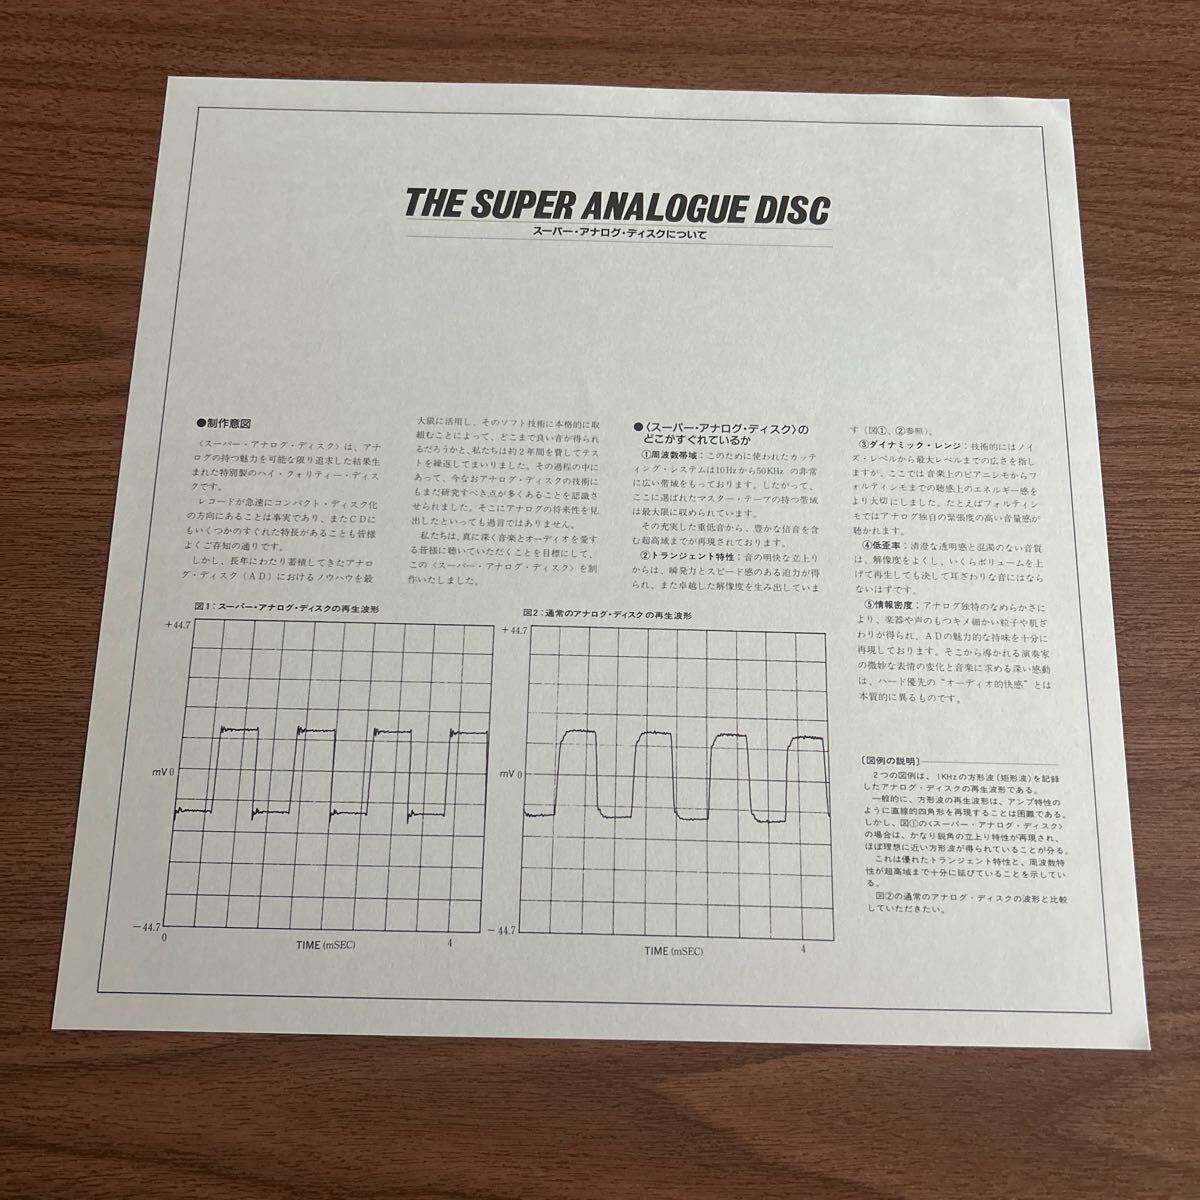 THE SUPER ANALOGUE DISC
スーパー・アナログ・ディスクについて
●制作意図
〈スーパー・アナログ・ディスク〉は、アナ
ログの持つ魅力を可能な限り追求した結果生
まれた特別製のハイ・クォリティー・ディス
クです。
レコードが急速にコンパクト・ディスク化
の方向にあることは事実であり、またCDに
もいくつかのすぐれた特長があることも皆様
よくご存知の通りです。
しかし、長年にわたり蓄積してきたアナロ
グ・ディスク(AD)におけるノウハウを最
大限に活用し、そのソフト技術に本格的に取
組むことによって、どこまで良い音が得られ
るだろうかと、私たちは約2年間を費してテス
トを繰返してまいりました。その過程の中に
あって、今なおアナログ・ディスクの技術に
もまだ研究すべき点が多くあることを認識さ
せられました。そこにアナログの将来性を見
出したといっても過言ではありません。
私たちは、真に深く音楽とオーディオを愛す
る皆様に聴いていただくことを目標にして、
この〈スーパー・アナログ・ディスク〉を制
作いたしました。
●〈スーパー・アナログ・ディスク〉の
どこがすぐれているか
①周波数帯域：このために使われたカッテ
ィング・システムは10Hzから50KHzの非常
に広い帯域をもっております。したがって、
ここに選ばれたマスター・テープの持つ帯域
は最大限に収められています。
その充実した重低音から、豊かな倍音を含
む超高域までが再現されております。
②トランジェント特性：音の明快な立上り
からは、瞬発力とスピード感のある迫力が得
られ、また卓越した解像度を生み出していま
す(図①、②参照)。
③ダイナミック・レンジ：技術的にはノイ
ズ・レベルから最大レベルまでの広さを指し
ますが、ここでは音楽上のピアニシモからフ
ォルティシモまでの聴感上のエネルギー感を
より大切にしました。たとえばフォルティシ
モではアナログ独自の緊張度の高い音量感が
聴かれます。
④低歪率：清澄な透明感と混濁のない音質
は、解像度をよくし、いくらボリュームを上
げて再生しても決して耳ざわりな音にはなら
ないはずです。
⑤情報密度：アナログ独特のなめらかさに
より、楽器や声のもつキメ細かい粒子や肌ざ
わりが得られ、ADの魅力的な持味を十分に
再現しております。そこから導かれる演奏家
の微妙な表情の変化と音楽に求める深い感動
は、ハード優先の“オーディオ的快感”とは
本質的に異るものです。
図1：スーパー・アナログ・ディスクの再生波形
+44.7
mV 0
-44.7
0
TIME (mSEC)
4
図2：通常のアナログ・ディスクの再生波形
+44.7
mV 0
-44.7
TIME (mSEC)
4
〔図例の説明〕
2つの図例は、1KHzの方形波(矩形波)を記録
したアナログ・ディスクの再生波形である。
一般的に、方形波の再生波形は、アンプ特性の
ように直線的四角形を再現することは困難である。
しかし、図①の〈スーパー・アナログ・ディスク〉
の場合は、かなり鋭角の立上り特性が再現され、
ほぼ理想に近い方形波が得られていることが分る。
これは優れたトランジェント特性と、周波数特
性が超高域まで十分に延びていることを示してい
る。
図②の通常のアナログ・ディスクの波形と比較
していただきたい。